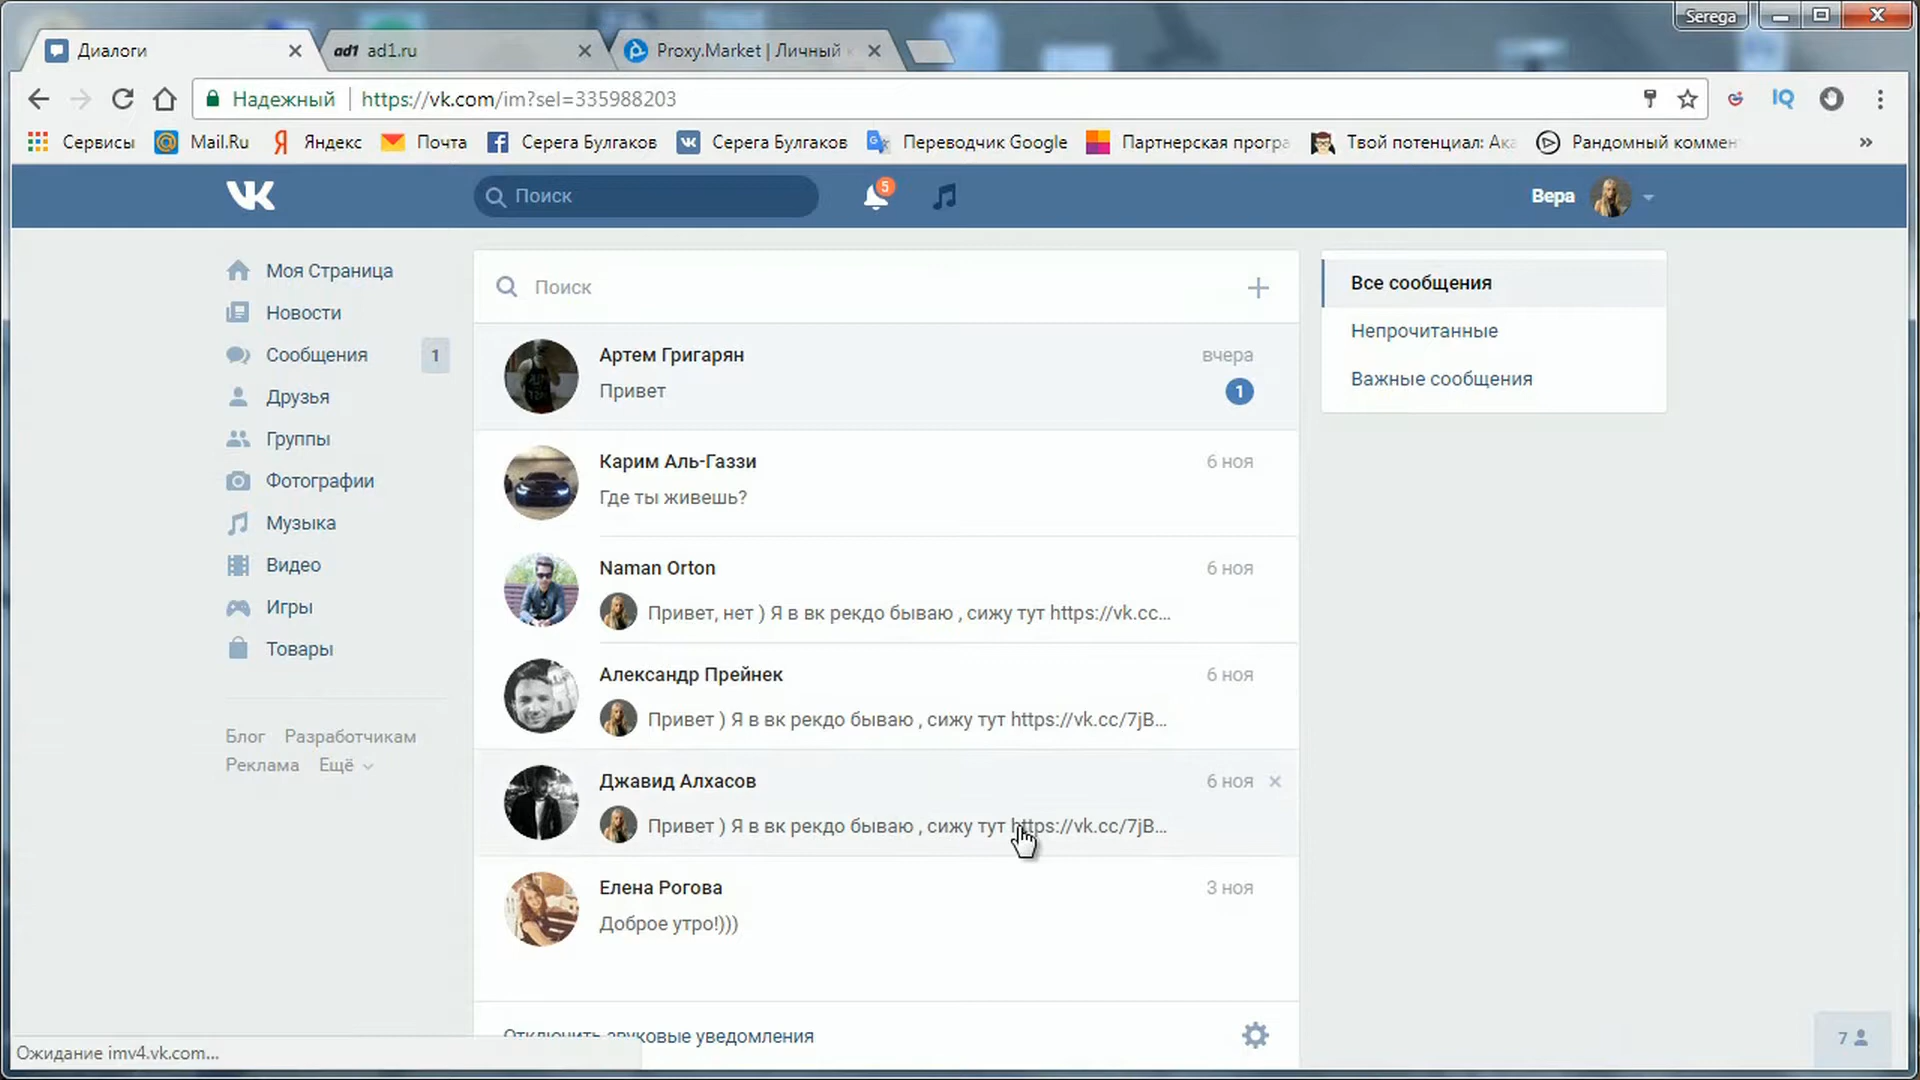 Serega
Диалоги
ad1 ad1.ru
Proxy.Market | Личный
Надежный https://vk.com/im?sel=335988203
IQ
Сервисы Mail.Ru Яндекс Почта Серега Булгаков Серега Булгаков Переводчик Google Партнерская програ Твой потенциал: Ака Рандомный коммен »
Поиск
5
Вера
Моя Страница
Новости
Сообщения 1
Друзья
Группы
Фотографии
Музыка
Видео
Игры
Товары
Блог Разработчикам
Реклама Ещё
Поиск
Артем Григарян вчера
Привет 1
Карим Аль-Газзи 6 ноя
Где ты живешь?
Naman Orton 6 ноя
Привет, нет ) Я в вк рекдо бываю , сижу тут https://vk.cc...
Александр Прейнек 6 ноя
Привет ) Я в вк рекдо бываю , сижу тут https://vk.cc/7jB...
Джавид Алхасов 6 ноя
Привет ) Я в вк рекдо бываю , сижу тут https://vk.cc/7jB...
Елена Рогова 3 ноя
Доброе утро!)))
Отключить звуковые уведомления
Все сообщения
Непрочитанные
Важные сообщения
7
Ожидание imv4.vk.com...